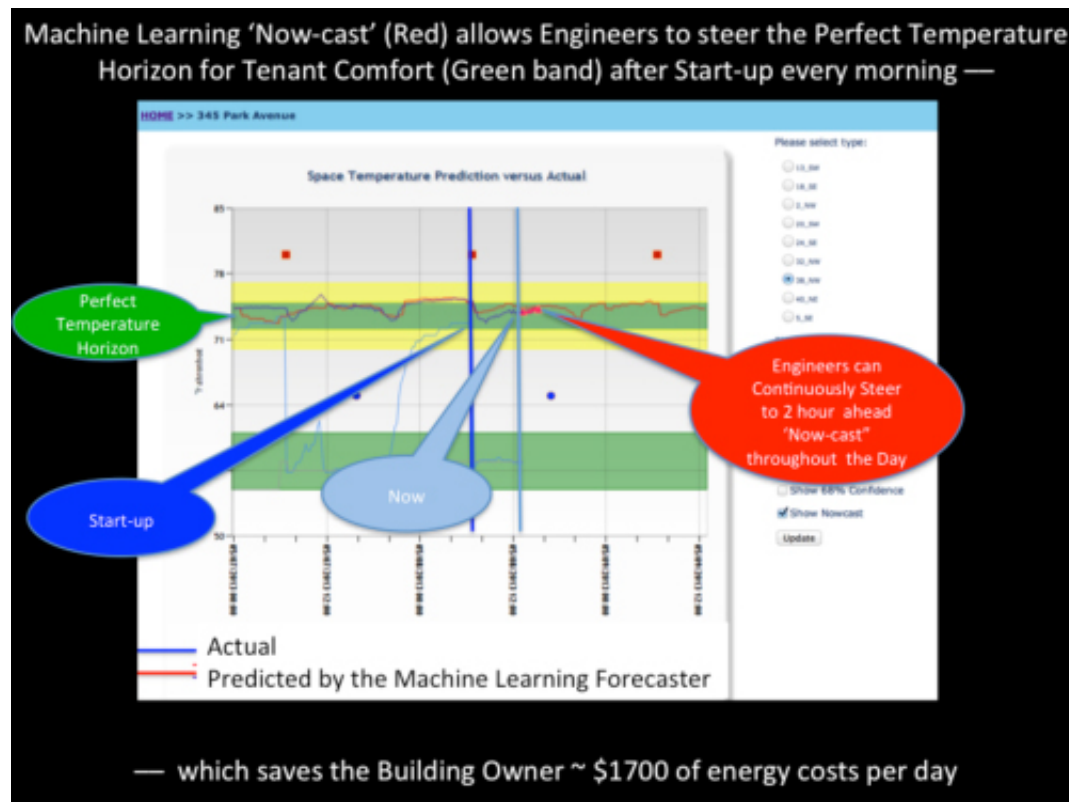 Machine Learning ‘Now-cast’ (Red) allows Engineers to steer the Perfect Temperature
Horizon for Tenant Comfort (Green band) after Start-up every morning —
HOME >> 345 Park Avenue
Please select type:
Space Temperature Prediction versus Actual
85
78
71
64
50
2_NW
32_NW
38_NW
Perfect
Temperature
Horizon
Engineers can
Continuously Steer
to 2 hour ahead
‘Now-cast”
throughout the Day
Now
Start-up
Show 68% Confidence
Show Nowcast
Update
Actual
Predicted by the Machine Learning Forecaster
— which saves the Building Owner ~ $1700 of energy costs per day